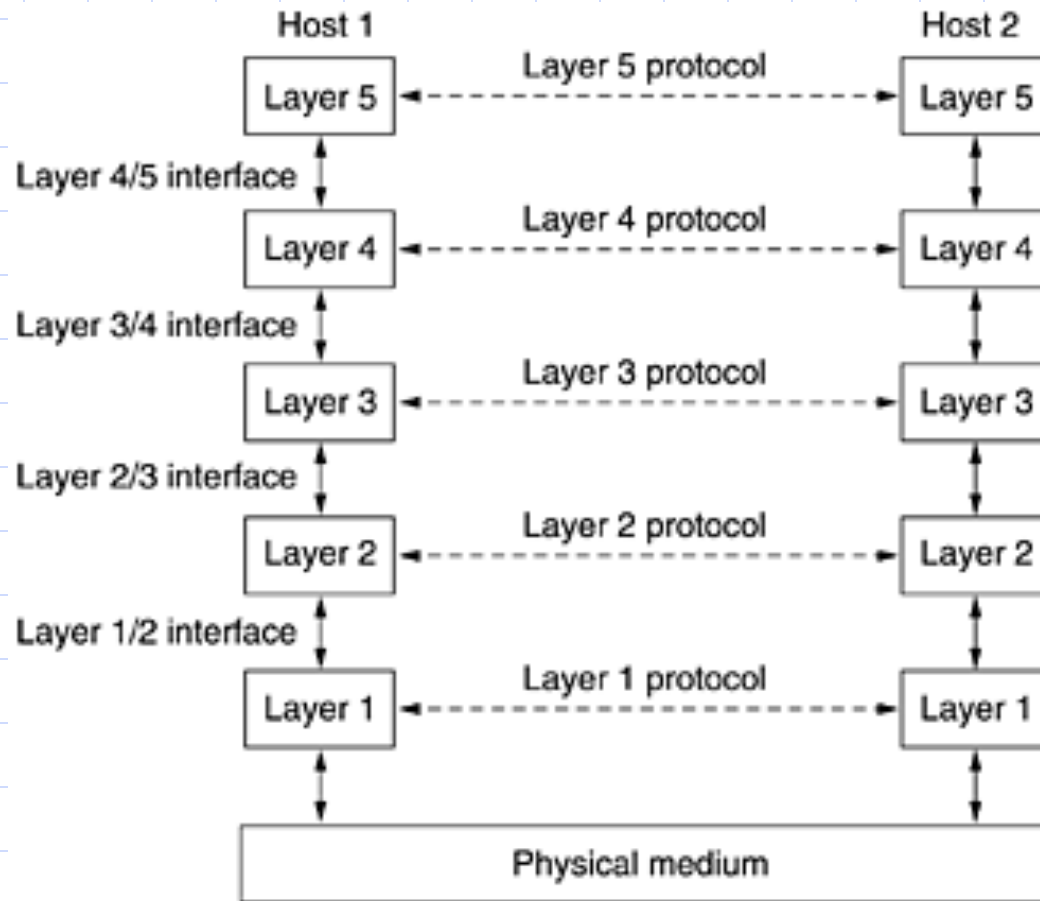 Host 1
Host 2
Layer 5 protocol
Layer 5
Layer 5
Layer 4/5 interface
Layer 4 protocol
Layer 4
Layer 4
Layer 3/4 interface
Layer 3 protocol
Layer 3
Layer 3
Layer 2/3 interface
Layer 2 protocol
Layer 2
Layer 2
Layer 1/2 interface
Layer 1 protocol
Layer 1
Layer 1
Physical medium